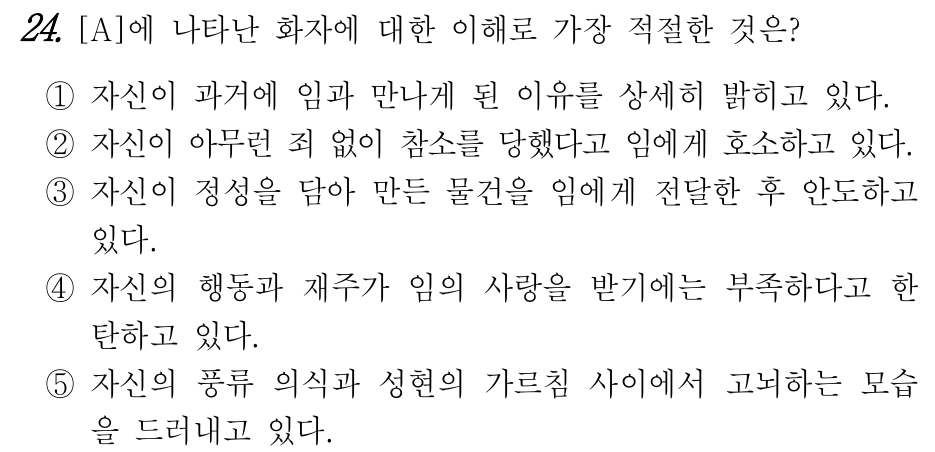 24. [A]에 나타난 화자에 대한 이해로 가장 적절한 것은?
① 자신이 과거에 임과 만나게 된 이유를 상세히 밝히고 있다.
② 자신이 아무런 죄 없이 참소를 당했다고 임에게 호소하고 있다.
③ 자신이 정성을 담아 만든 물건을 임에게 전달한 후 안도하고
있다.
④ 자신의 행동과 재주가 임의 사랑을 받기에는 부족하다고 한
탄하고 있다.
⑤ 자신의 풍류 의식과 성현의 가르침 사이에서 고뇌하는 모습
을 드러내고 있다.